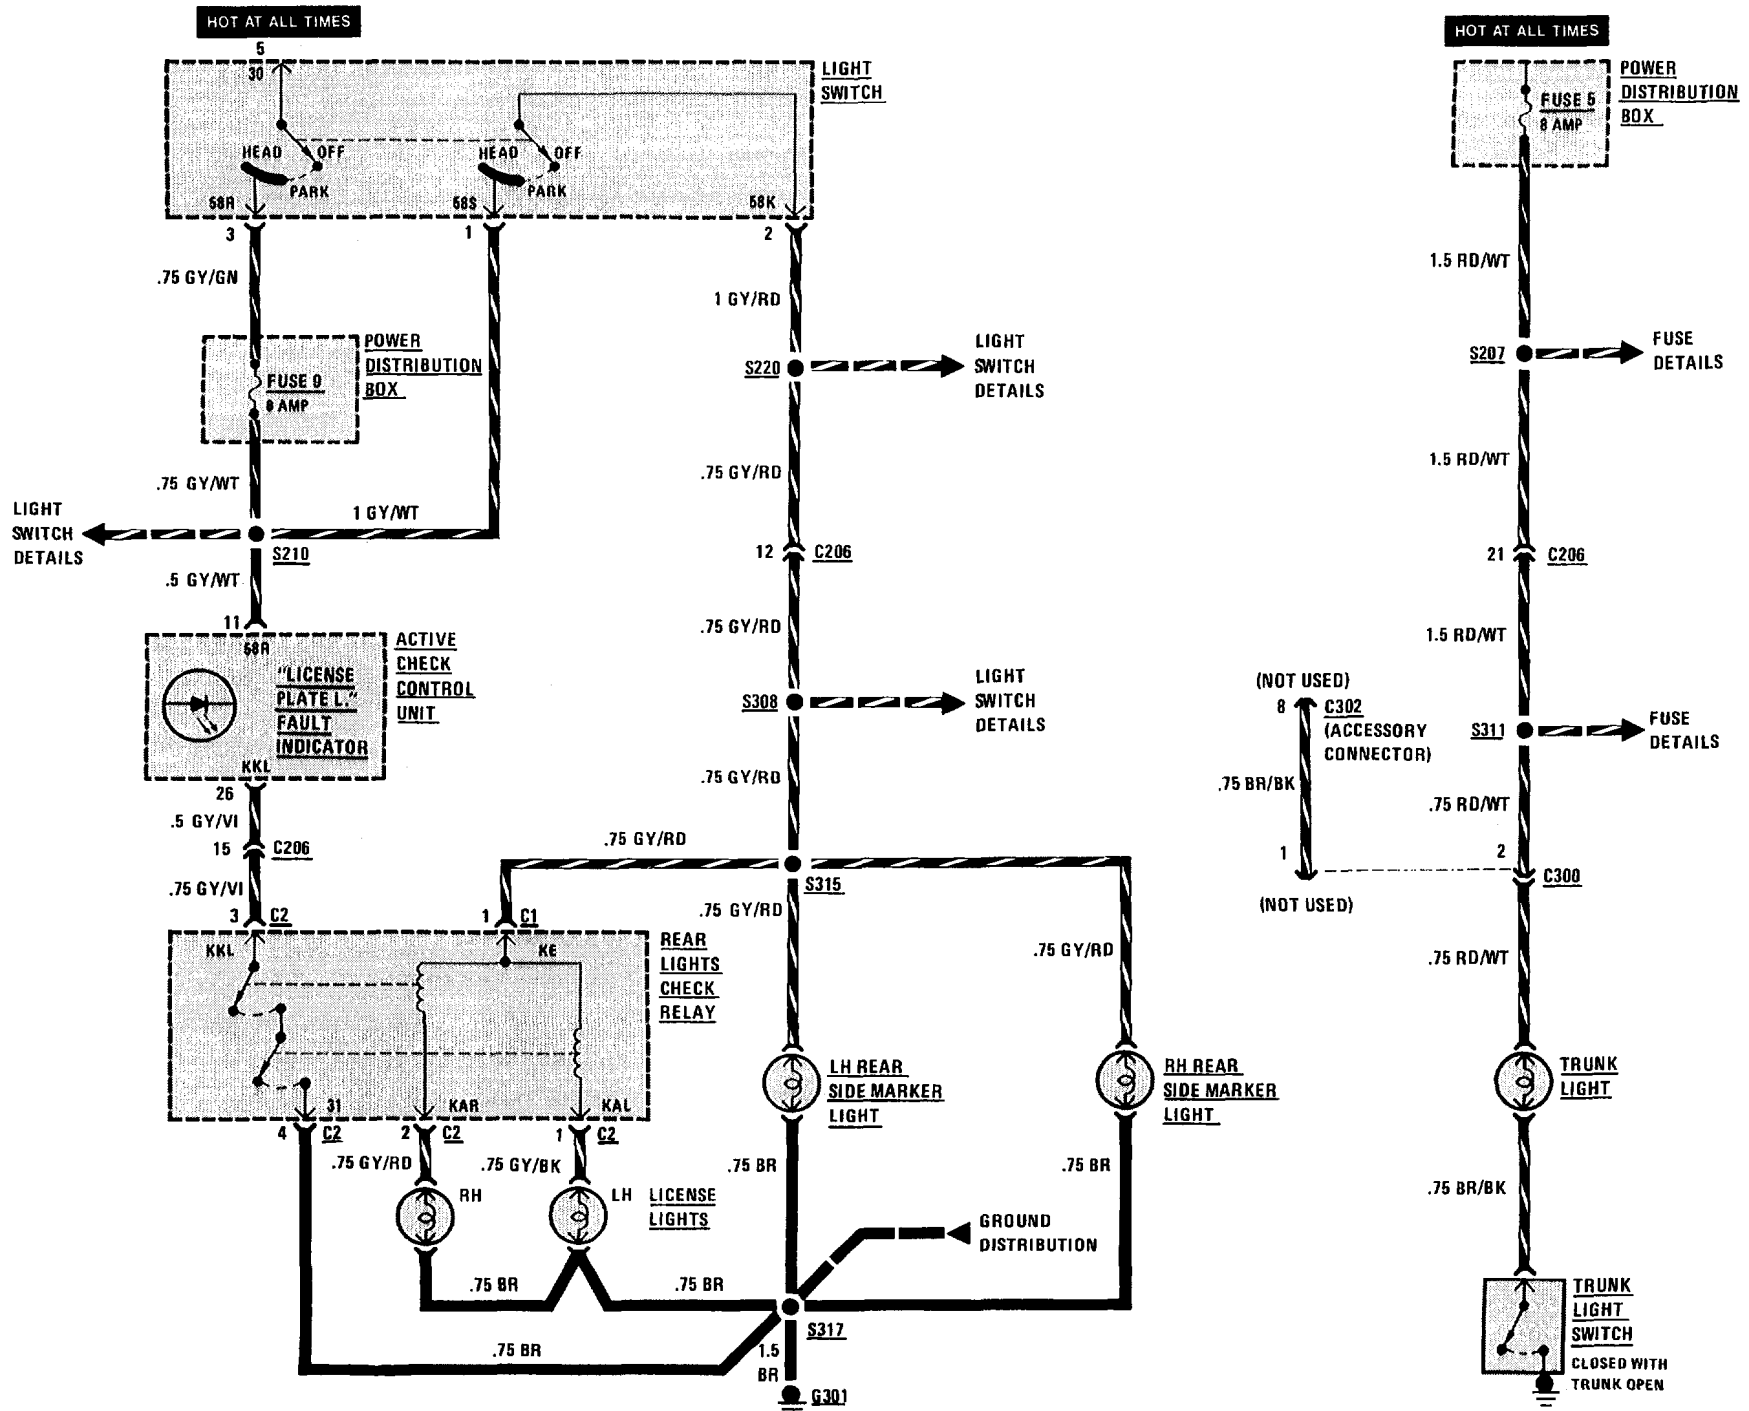 HOT AT ALL TIMES
5
30
LIGHT
SWITCH
HEAD
OFF
PARK
HEAD
OFF
PARK
58R
58S
58K
3
1
2
.75 GY/GN
1 GY/RD
POWER
DISTRIBUTION
BOX
FUSE 9
8 AMP
S220
LIGHT
SWITCH
DETAILS
.75 GY/WT
1 GY/WT
.75 GY/RD
LIGHT
SWITCH
DETAILS
S210
.5 GY/WT
12
C206
11
58R
"LICENSE
PLATE L."
FAULT
INDICATOR
KKL
ACTIVE
CHECK
CONTROL
UNIT
.75 GY/RD
S308
LIGHT
SWITCH
DETAILS
26
.5 GY/VI
15
C206
.75 GY/VI
3
C2
.75 GY/RD
.75 GY/RD
S315
1
C1
.75 GY/RD
.75 GY/RD
KKL
KE
REAR
LIGHTS
CHECK
RELAY
31
KAR
KAL
4
C2
2
C2
1
C2
.75 GY/RD
.75 GY/BK
RH
LH
LICENSE
LIGHTS
LH REAR
SIDE MARKER
LIGHT
RH REAR
SIDE MARKER
LIGHT
.75 BR
.75 BR
GROUND
DISTRIBUTION
.75 BR
.75 BR
S317
.75 BR
1.5
BR
G301
HOT AT ALL TIMES
POWER
DISTRIBUTION
BOX
FUSE 5
8 AMP
1.5 RD/WT
S207
FUSE
DETAILS
1.5 RD/WT
21
C206
1.5 RD/WT
(NOT USED)
8
C302
(ACCESSORY
CONNECTOR)
S311
FUSE
DETAILS
.75 BR/BK
.75 RD/WT
1
2
C300
(NOT USED)
.75 RD/WT
TRUNK
LIGHT
.75 BR/BK
TRUNK
LIGHT
SWITCH
CLOSED WITH
TRUNK OPEN